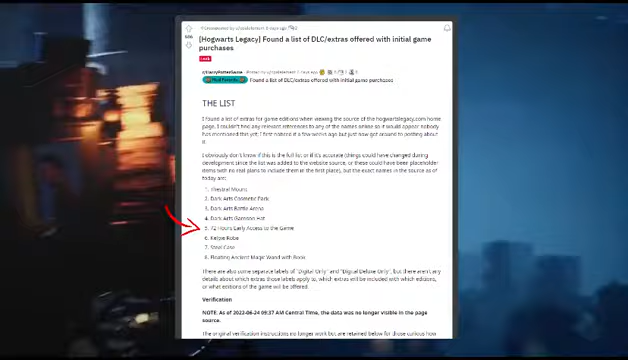 [Hogwarts Legacy] Found a list of DLC/extras offered with initial game
purchases
Found a list of DLC/extras offered with initial game purchases
THE LIST
I found a list of extras for game editions when viewing the source of the hogwartslegacy.com home
page. I couldn't find any relevant references to any of the names online so it would appear nobody
has mentioned this yet; I first noticed it a few weeks ago but just now got around to posting about
it.
I obviously don't know if this is the full list or if it's accurate (things could have changed during
development since the list was added to the website source, or these could have been placeholder
items with no real plans to include them in the first place), but the exact names in the source as of
today are:
1. Thestral Mount
2. Dark Arts Cosmetic Pack
3. Dark Arts Battle Arena
4. Dark Arts Garrison Hat
5. 72 Hours Early Access to the Game
6. Kelpie Robe
7. Steel Case
8. Floating Ancient Magic Wand with Book
There are also some separate labels of "Digital Only" and "Digital Deluxe Only", but there aren't any
details about which extras those labels apply to, which extras will be included with which editions,
or what editions of the game will be offered.
Verification
NOTE: As of 2022-06-24 09:37 AM Central Time, the data was no longer visible in the page
source.
The original verification instructions no longer work but are retained below for those curious how